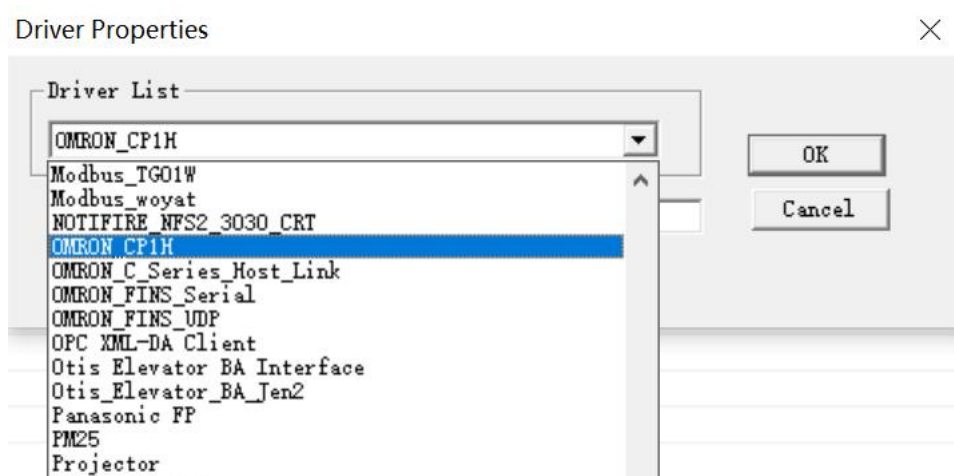 Driver Properties
Driver List
OMRON_CP1H
OK
Modbus_TGO1W
Modbus_woyat
NOTIFIRE_NFS2_3030_CRT
Cancel
OMRON_CP1H
OMRON_C_Series_Host_Link
OMRON_FINS_Serial
OMRON_FINS_UDP
OPC XML-DA Client
Otis Elevator BA Interface
Otis_Elevator_BA_Jen2
Panasonic FP
PM25
Projector